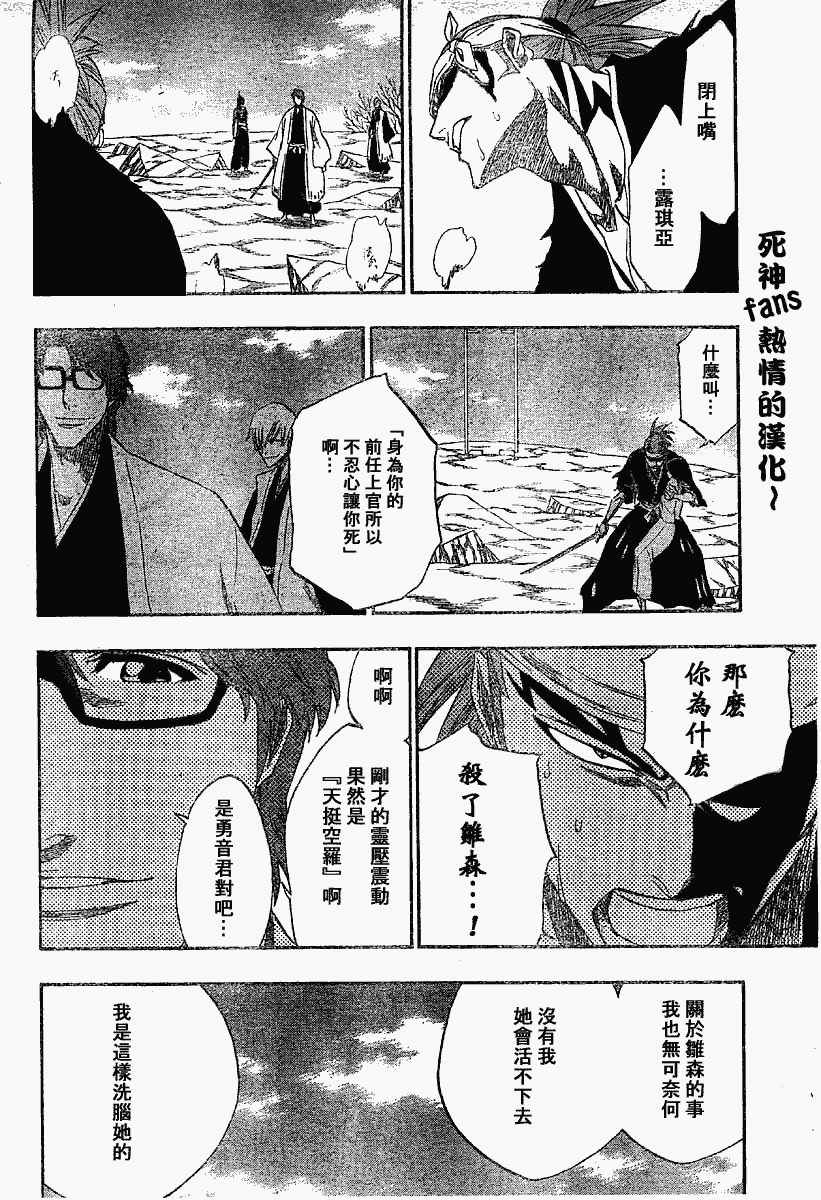 閉上嘴
…露琪亞
死神fans熱情的漢化~
什麼叫…
「身為你的
前任上官所以
不忍心讓你死」
啊…
那麼
你為什麼
殺了雛森…!
啊啊
剛才的靈壓震動
果然是
『天挺空羅』啊
是勇音君對吧…
關於雛森的事
我也無可奈何
沒有我
她會活不下去
我是這樣洗腦她的